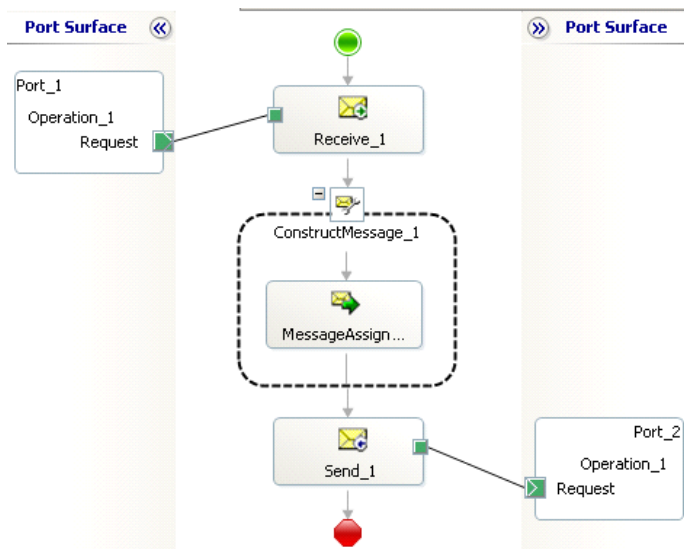 Port Surface
Port Surface
Port_1
Operation_1
Request
Receive_1
ConstructMessage_1
MessageAssign...
Send_1
Port_2
Operation_1
Request